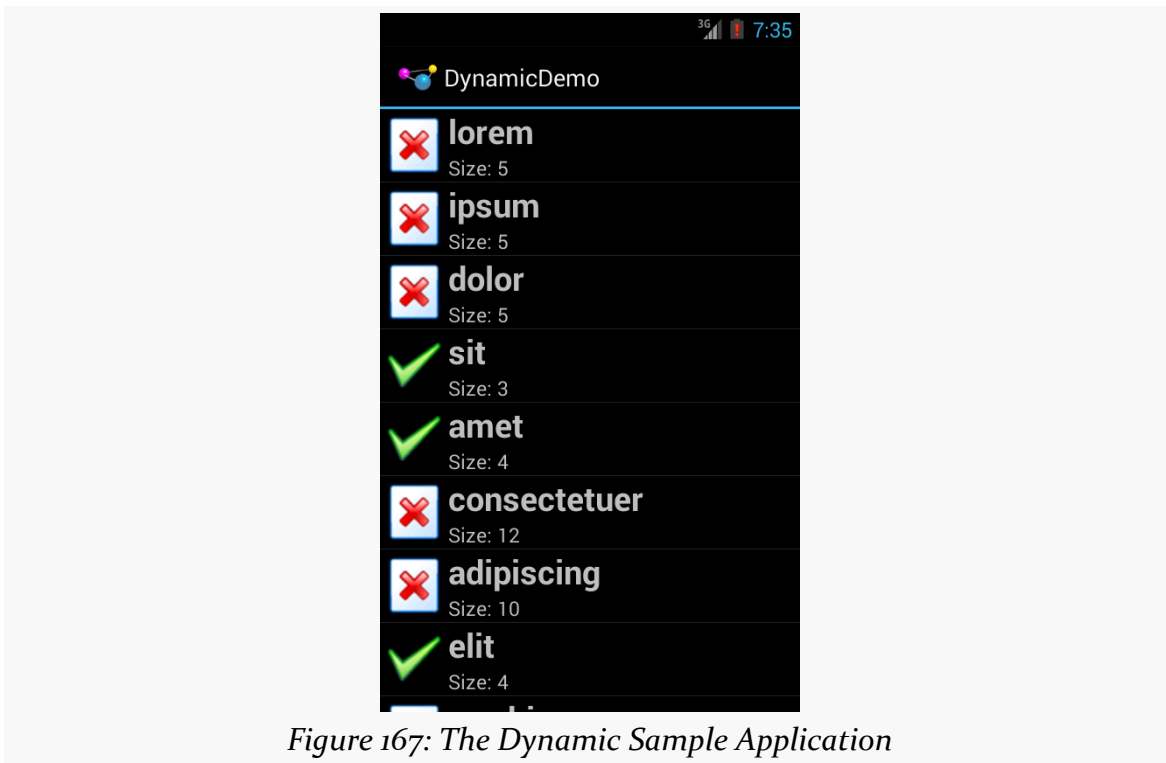 3G 7:35
DynamicDemo
lorem
Size: 5
ipsum
Size: 5
dolor
Size: 5
sit
Size: 3
amet
Size: 4
consectetuer
Size: 12
adipiscing
Size: 10
elit
Size: 4
Figure 167: The Dynamic Sample Application